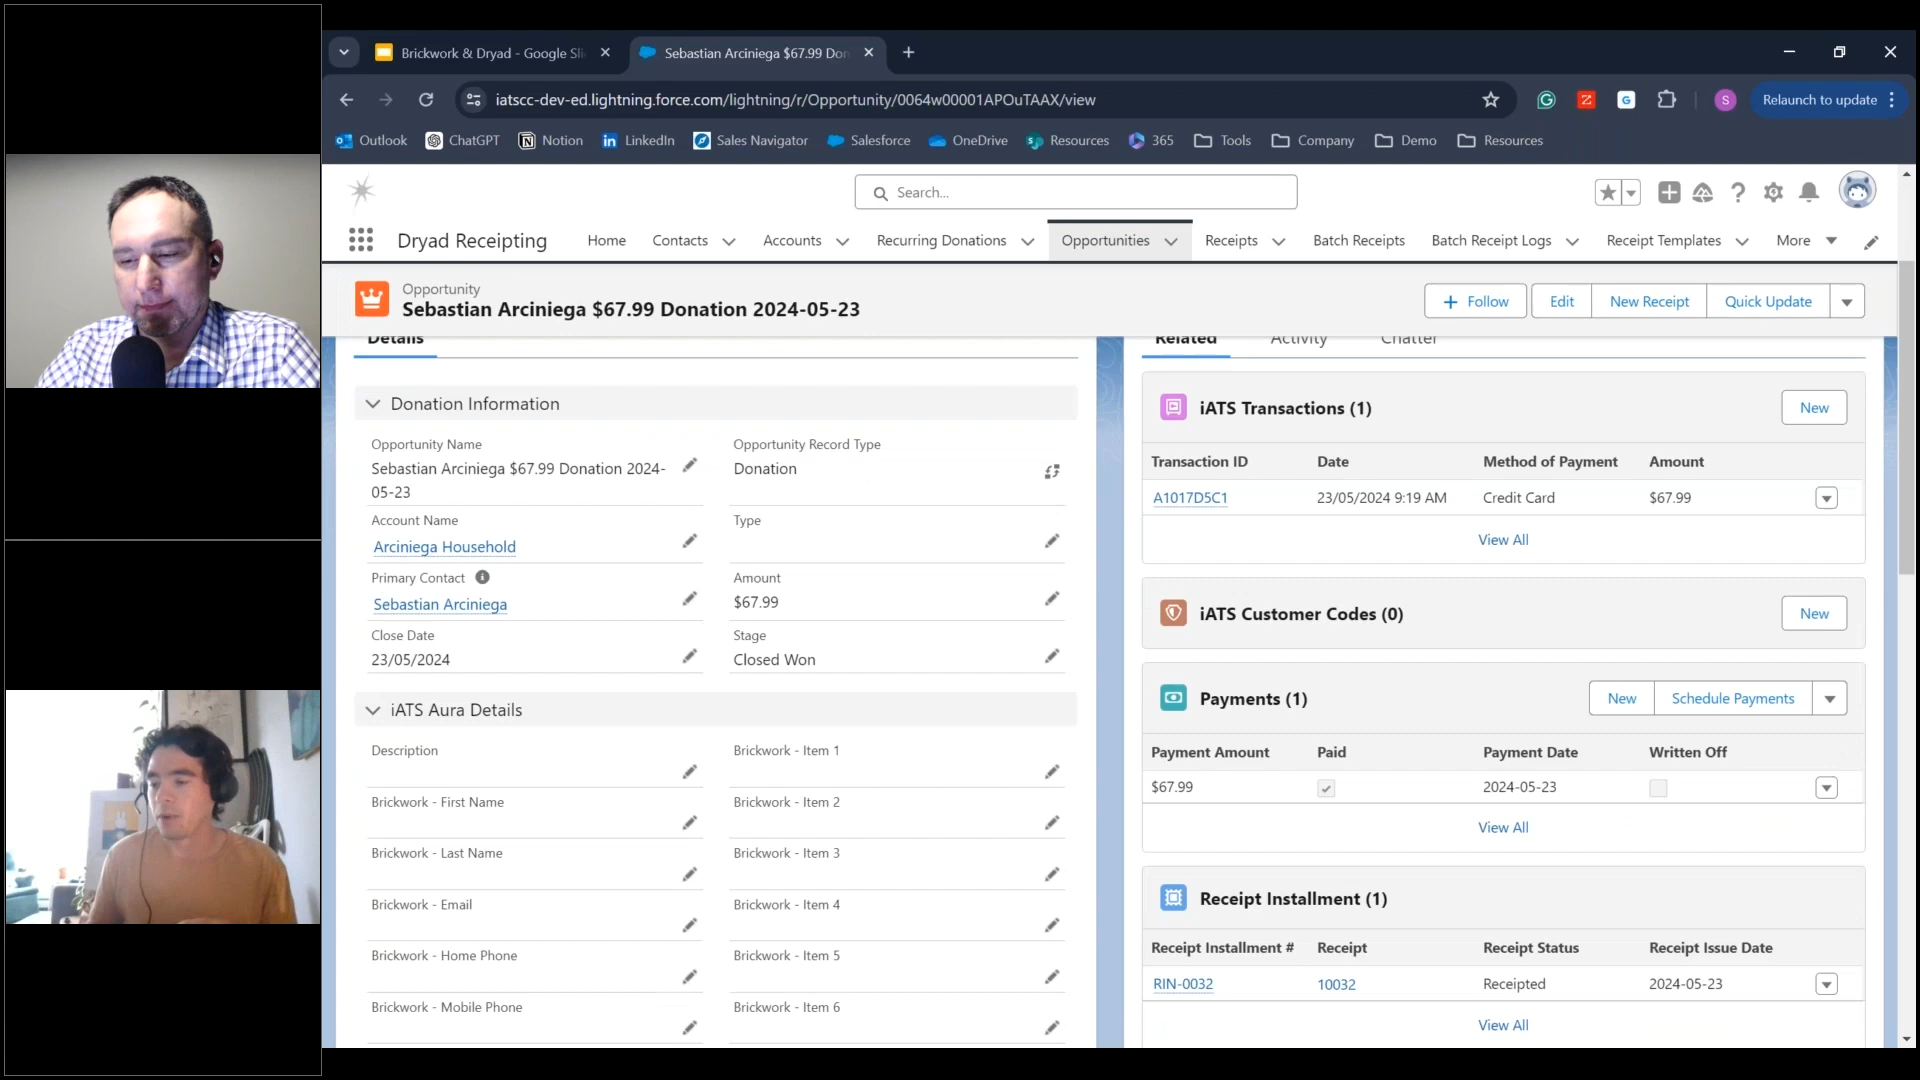 Brickwork & Dryad - Google Sli
Sebastian Arciniega $67.99 Don
iatscc-dev-ed.lightning.force.com/lightning/r/Opportunity/0064w00001APOuTAAX/view
Relaunch to update
Outlook
ChatGPT
Notion
LinkedIn
Sales Navigator
Salesforce
OneDrive
Resources
365
Tools
Company
Demo
Resources
Search...
Dryad Receipting
Home
Contacts
Accounts
Recurring Donations
Opportunities
Receipts
Batch Receipts
Batch Receipt Logs
Receipt Templates
More
Opportunity
Sebastian Arciniega $67.99 Donation 2024-05-23
Follow
Edit
New Receipt
Quick Update
Details
Donation Information
Opportunity Name
Sebastian Arciniega $67.99 Donation 2024-
05-23
Opportunity Record Type
Donation
Account Name
Arciniega Household
Type
Primary Contact
Sebastian Arciniega
Amount
$67.99
Close Date
23/05/2024
Stage
Closed Won
iATS Aura Details
Description
Brickwork - Item 1
Brickwork - First Name
Brickwork - Item 2
Brickwork - Last Name
Brickwork - Item 3
Brickwork - Email
Brickwork - Item 4
Brickwork - Home Phone
Brickwork - Item 5
Brickwork - Mobile Phone
Brickwork - Item 6
Related
Activity
Chatter
iATS Transactions (1)
New
Transaction ID Date Method of Payment Amount
A1017D5C1 23/05/2024 9:19 AM Credit Card $67.99
View All
iATS Customer Codes (0)
New
Payments (1)
New
Schedule Payments
Payment Amount Paid Payment Date Written Off
$67.99 2024-05-23
View All
Receipt Installment (1)
Receipt Installment # Receipt Receipt Status Receipt Issue Date
RIN-0032 10032 Receipted 2024-05-23
View All